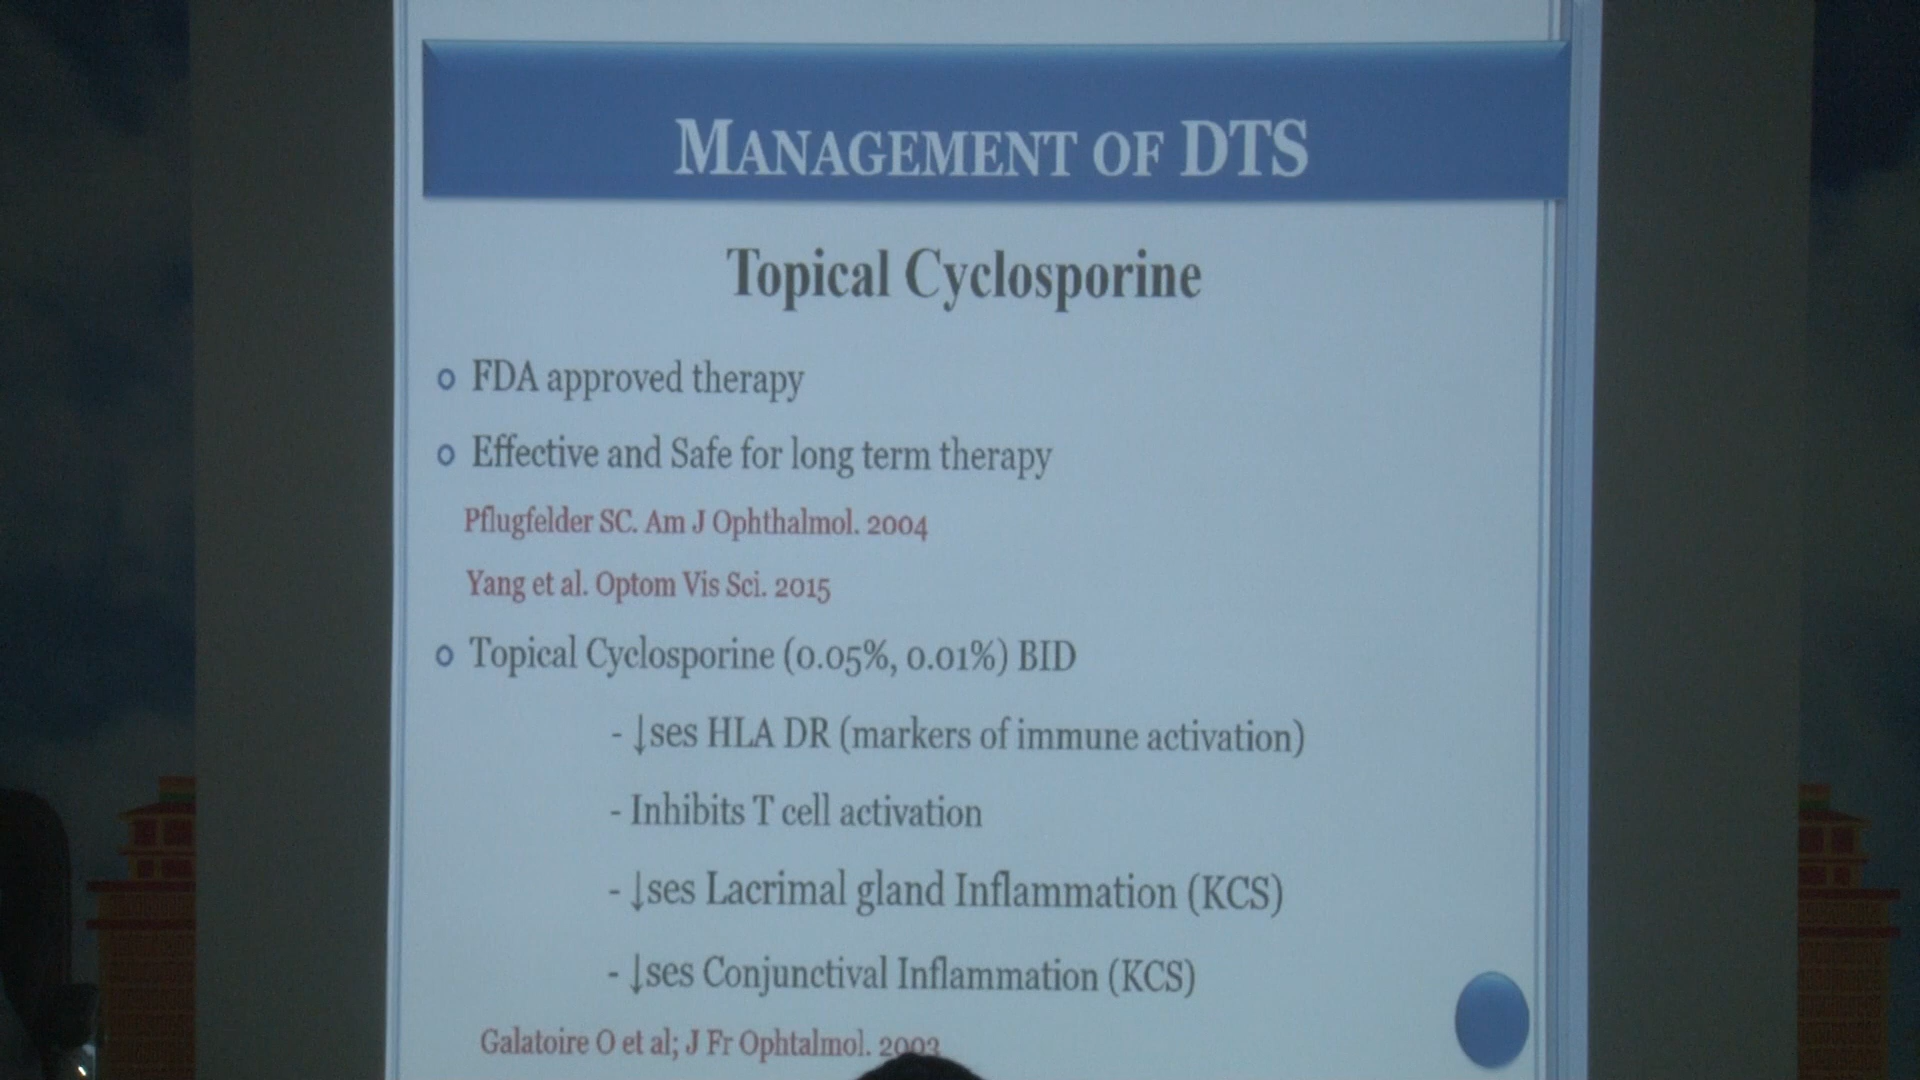 MANAGEMENT OF DTS
Topical Cyclosporine
o FDA approved therapy
o Effective and Safe for long term therapy
Pflugfelder SC. Am J Ophthalmol. 2004
Yang et al. Optom Vis Sci. 2015
o Topical Cyclosporine (0.05%, 0.01%) BID
- ↓ses HLA DR (markers of immune activation)
- Inhibits T cell activation
- ↓ses Lacrimal gland Inflammation (KCS)
- ↓ses Conjunctival Inflammation (KCS)
Galatoire O et al; J Fr Ophtalmol. 2003